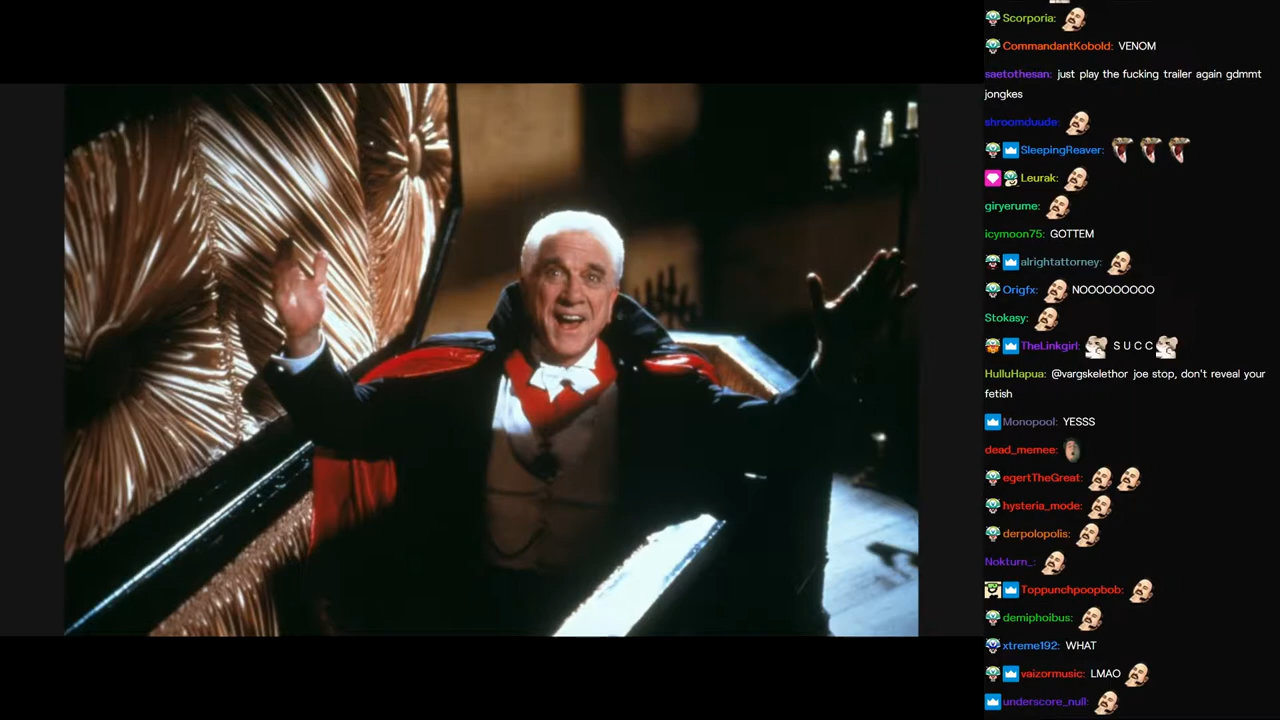 Scorporia:
CommandantKobold: VENOM
saetothesan: just play the fucking trailer again gdmmt
jongkes
shroomduude:
SleepingReaver:
Leurak:
giryerume:
icymoon75: GOTTEM
alrightattorney:
Origfx: NOOOOOOOOO
Stokasy:
TheLinkgirl: S U C C
HulluHapua: @vargskelethor joe stop, don't reveal your
fetish
Monopool: YESSS
dead_memee:
egertTheGreat:
hysteria_mode:
derpolopolis:
Nokturn_:
Toppunchpoopbob:
demiphoibus:
xtreme192: WHAT
vaizormusic: LMAO
underscore_null: